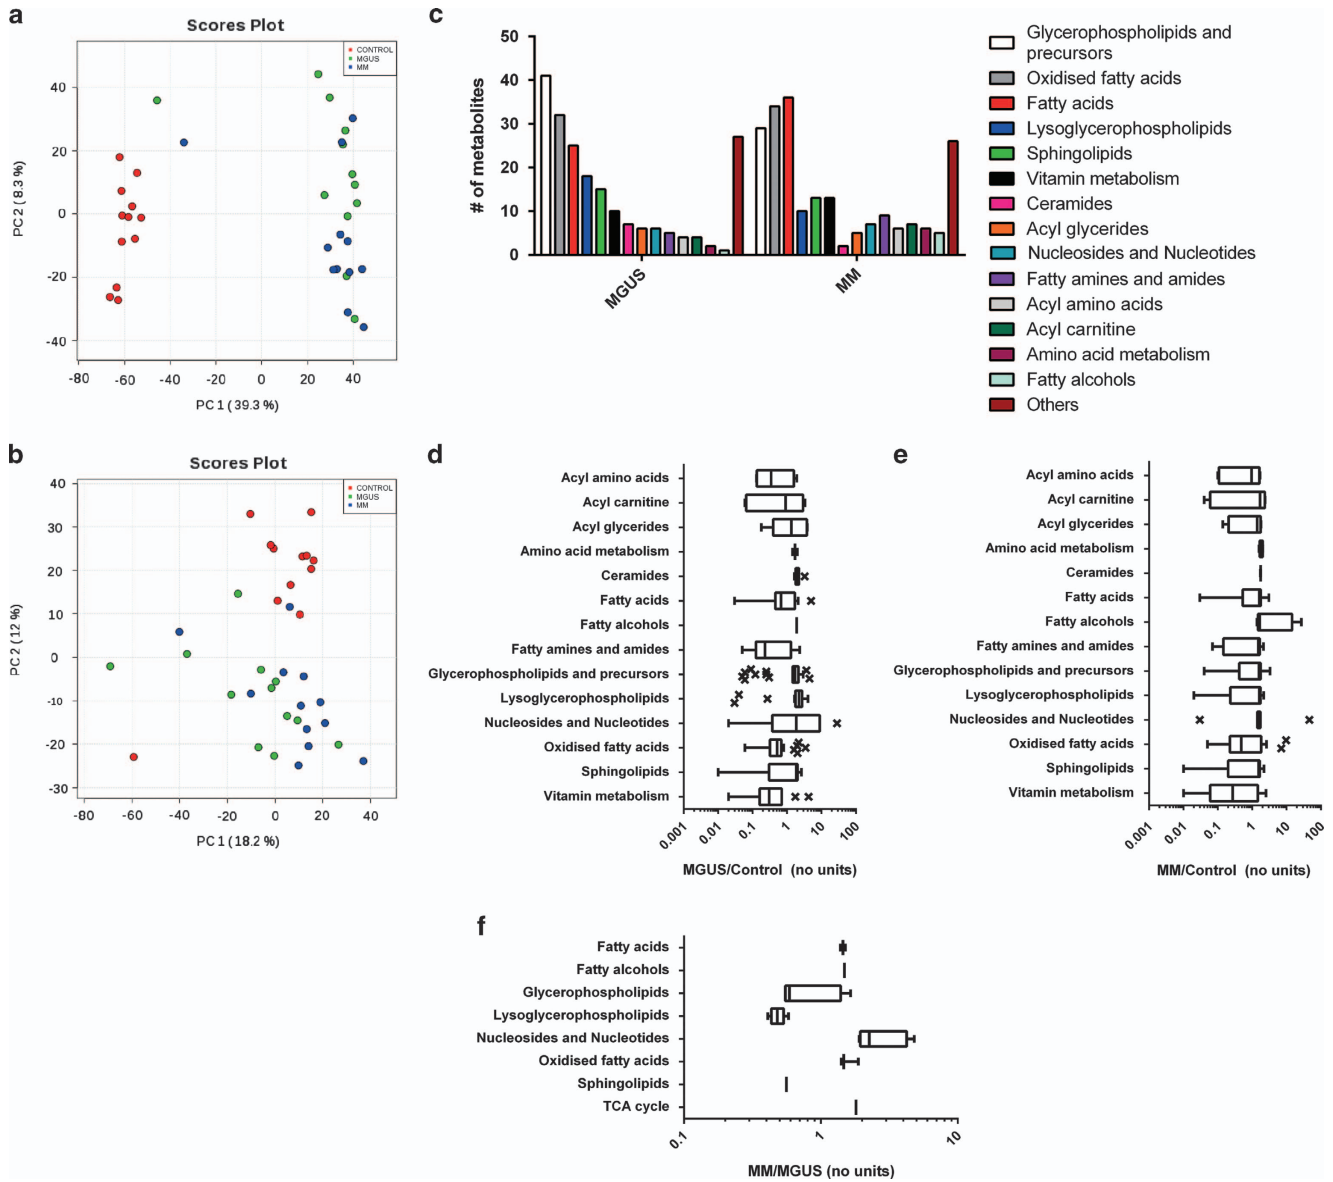 a
Scores Plot
CONTROL
MGUS
MM
40
20
0
-20
-40
PC 2 ( 8.3 %)
-80 -60 -40 -20 0 20 40
PC 1 ( 39.3 %)
c
50
40
30
20
10
0
# of metabolites
MGUS
MM
Glycerophospholipids and
precursors
Oxidised fatty acids
Fatty acids
Lysoglycerophospholipids
Sphingolipids
Vitamin metabolism
Ceramides
Acyl glycerides
Nucleosides and Nucleotides
Fatty amines and amides
Acyl amino acids
Acyl carnitine
Amino acid metabolism
Fatty alcohols
Others
b
Scores Plot
CONTROL
MGUS
MM
40
30
20
10
0
-10
-20
-30
PC 2 ( 12 %)
-80 -60 -40 -20 0 20 40
PC 1 ( 18.2 %)
d
Acyl amino acids
Acyl carnitine
Acyl glycerides
Amino acid metabolism
Ceramides
Fatty acids
Fatty alcohols
Fatty amines and amides
Glycerophospholipids and precursors
Lysoglycerophospholipids
Nucleosides and Nucleotides
Oxidised fatty acids
Sphingolipids
Vitamin metabolism
0.001 0.01 0.1 1 10 100
MGUS/Control (no units)
e
Acyl amino acids
Acyl carnitine
Acyl glycerides
Amino acid metabolism
Ceramides
Fatty acids
Fatty alcohols
Fatty amines and amides
Glycerophospholipids and precursors
Lysoglycerophospholipids
Nucleosides and Nucleotides
Oxidised fatty acids
Sphingolipids
Vitamin metabolism
0.001 0.01 0.1 1 10 100
MM/Control (no units)
f
Fatty acids
Fatty alcohols
Glycerophospholipids
Lysoglycerophospholipids
Nucleosides and Nucleotides
Oxidised fatty acids
Sphingolipids
TCA cycle
0.1 1 10
MM/MGUS (no units)